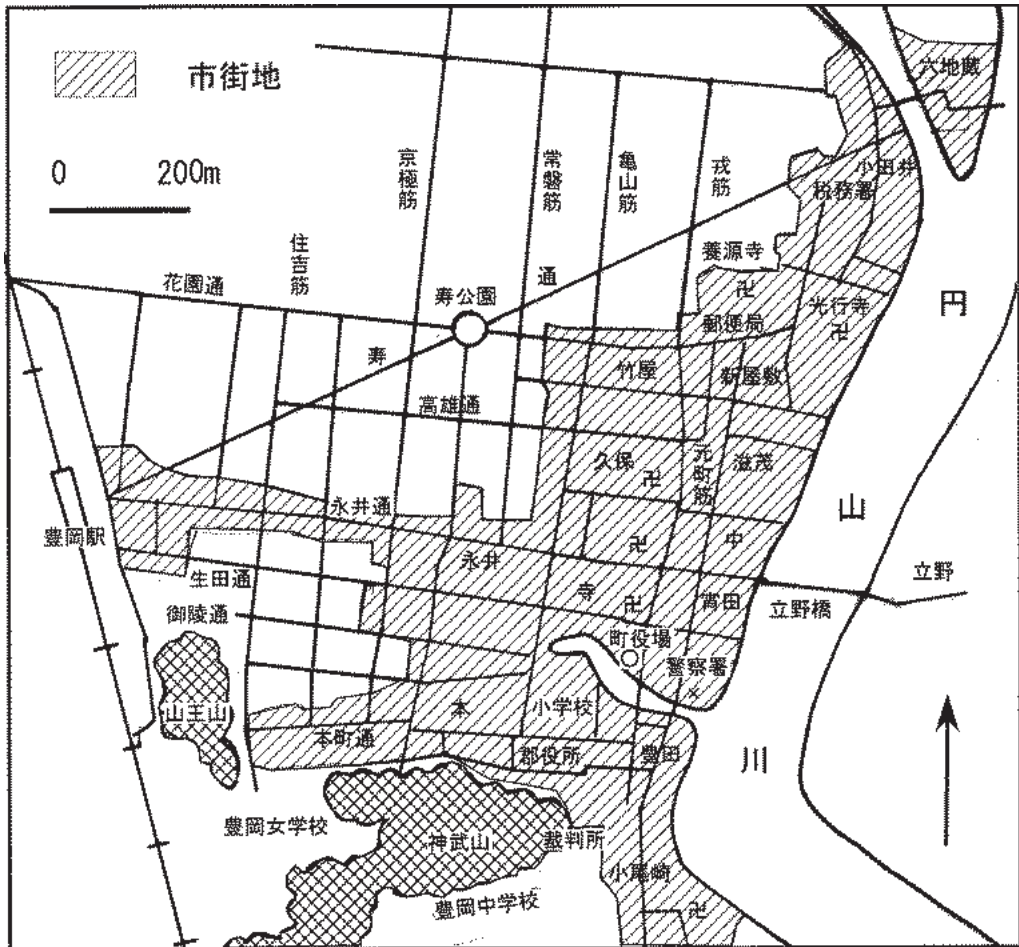 市街地
0 200m
六地蔵
京極筋
常磐筋
亀山筋
戎筋
小田井
税務署
住吉筋
養源寺
花園通
通
寿公園
光行寺
円
郵便局
寿
竹屋
新屋敷
高雄通
久保
元町筋
滋茂
永井通
山
豊岡駅
永井
中
生田通
寺
宵田
立野
立野橋
御陵通
町役場
警察署
山王山
本
小学校
本町通
郡役所
豊田
川
豊岡女学校
神武山
裁判所
小尾崎
豊岡中学校